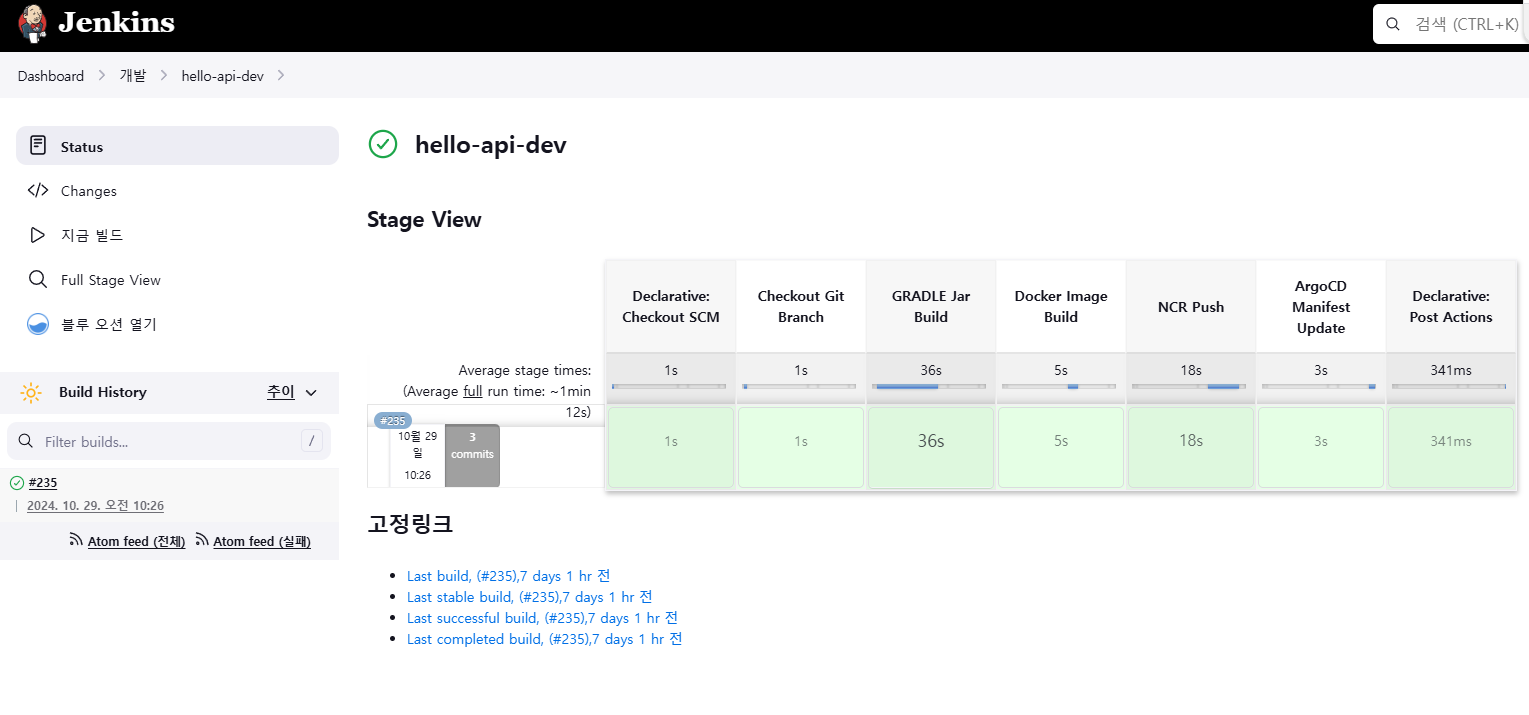 Jenkins
검색 (CTRL+K)
Dashboard
개발
hello-api-dev
Status
Changes
지금 빌드
Full Stage View
블루 오션 열기
Build History
추이
Filter builds...
/
#235
2024. 10. 29. 오전 10:26
Atom feed (전체)
Atom feed (실패)
hello-api-dev
Stage View
Declarative:
Checkout SCM
Checkout Git
Branch
GRADLE Jar
Build
Docker Image
Build
NCR Push
ArgoCD
Manifest
Update
Declarative:
Post Actions
Average stage times:
(Average full run time: ~1min
12s)
1s
1s
36s
5s
18s
3s
341ms
#235
10월 29
일
10:26
3
commits
1s
1s
36s
5s
18s
3s
341ms
고정링크
Last build, (#235),7 days 1 hr 전
Last stable build, (#235),7 days 1 hr 전
Last successful build, (#235),7 days 1 hr 전
Last completed build, (#235),7 days 1 hr 전